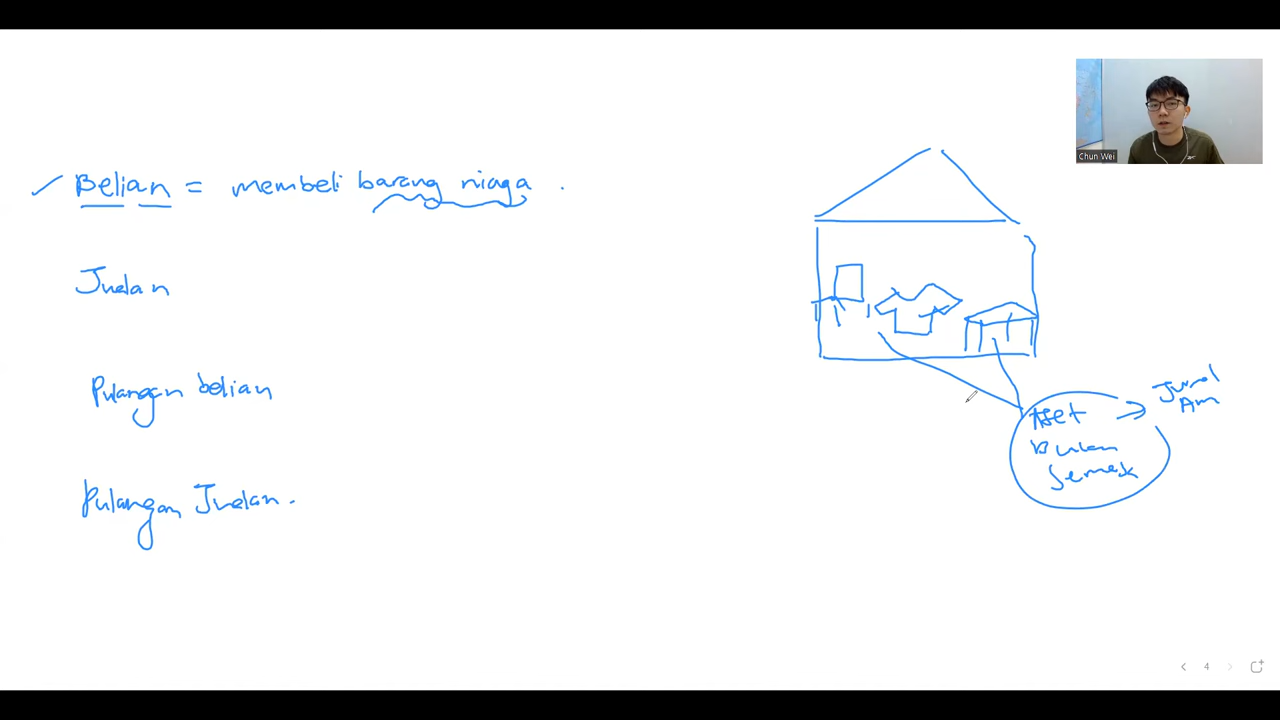 Belian = membeli barang niaga .
Jualan
Pulangan belian
Pulangan Jualan.
Aset
Bukan
Semasa
Jurnal
Am
Chun Wei
4